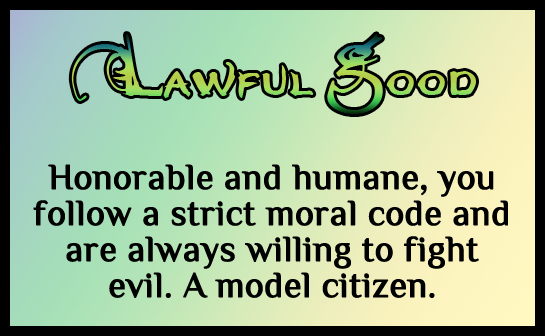 Lawful Good
Honorable and humane, you
follow a strict moral code and
are always willing to fight
evil. A model citizen.